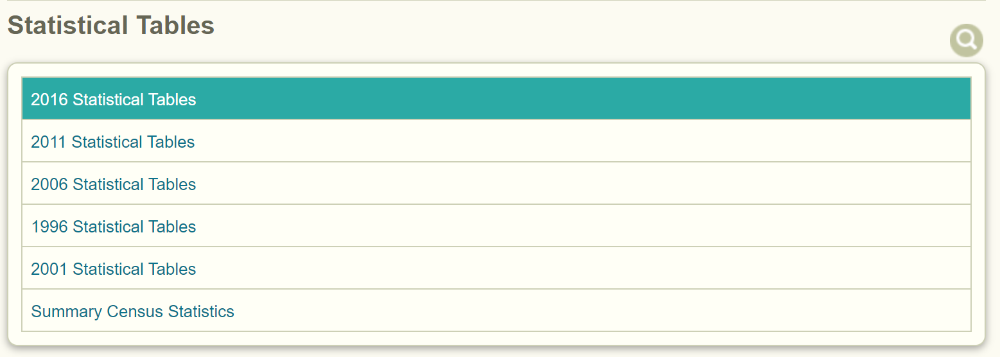 Statistical Tables
2016 Statistical Tables
2011 Statistical Tables
2006 Statistical Tables
1996 Statistical Tables
2001 Statistical Tables
Summary Census Statistics